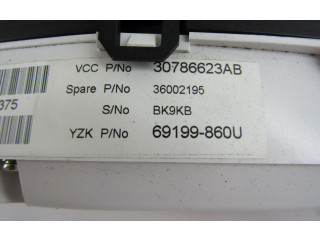 VCC P/No 30786623AB
Spare P/No 36002195
375 S/No BK9KB
YZK P/No 69199-860U